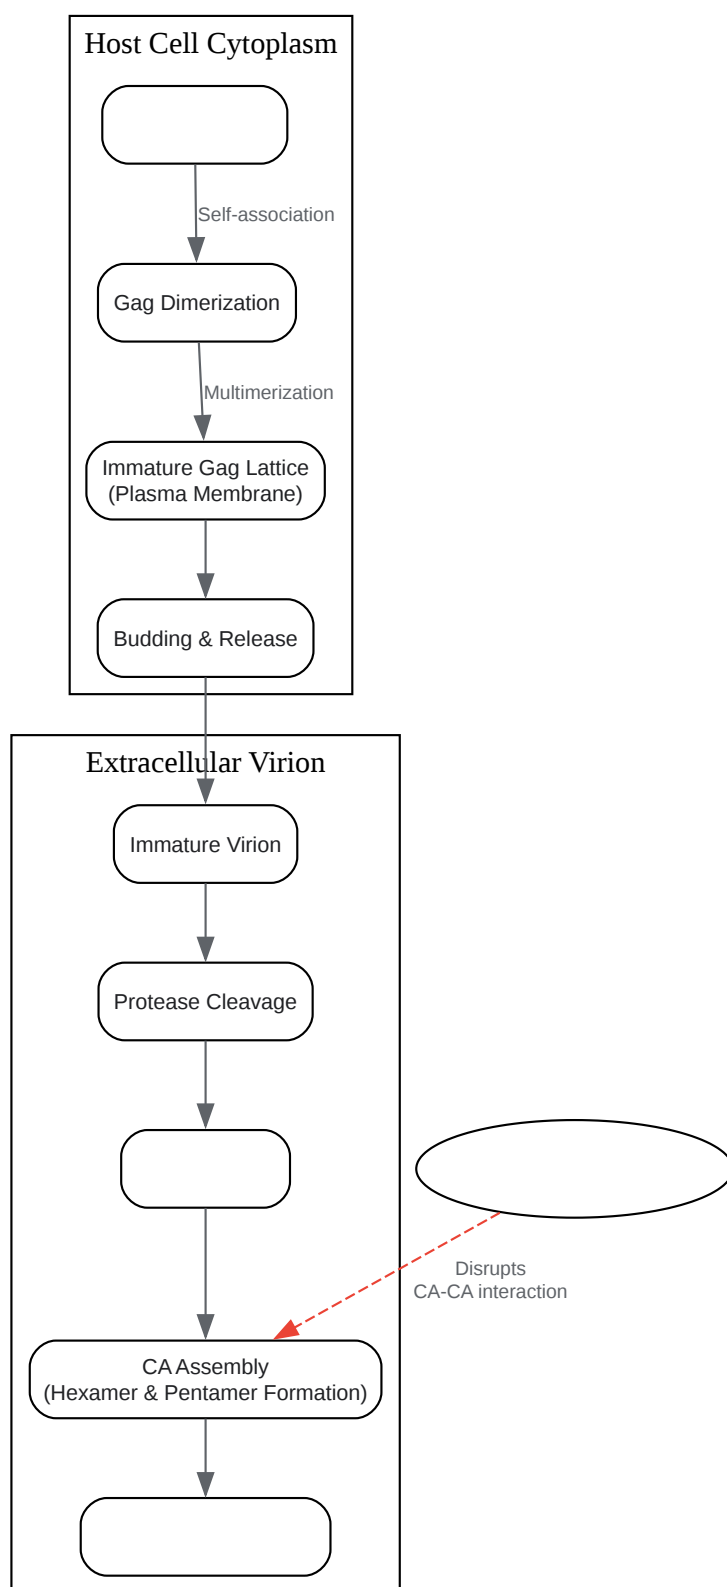 Host Cell Cytoplasm
Self-association
Gag Dimerization
Multimerization
Immature Gag Lattice
(Plasma Membrane)
Budding & Release
Extracellular Virion
Immature Virion
Protease Cleavage
Disrupts
CA-CA interaction
CA Assembly
(Hexamer & Pentamer Formation)